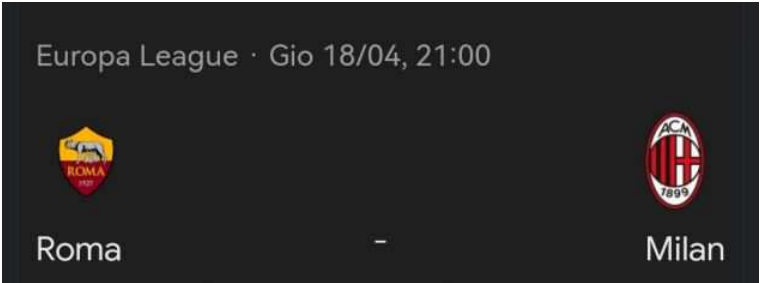 Europa League · Gio 18/04, 21:00
ROMA
1927
ACM
1899
Roma - Milan